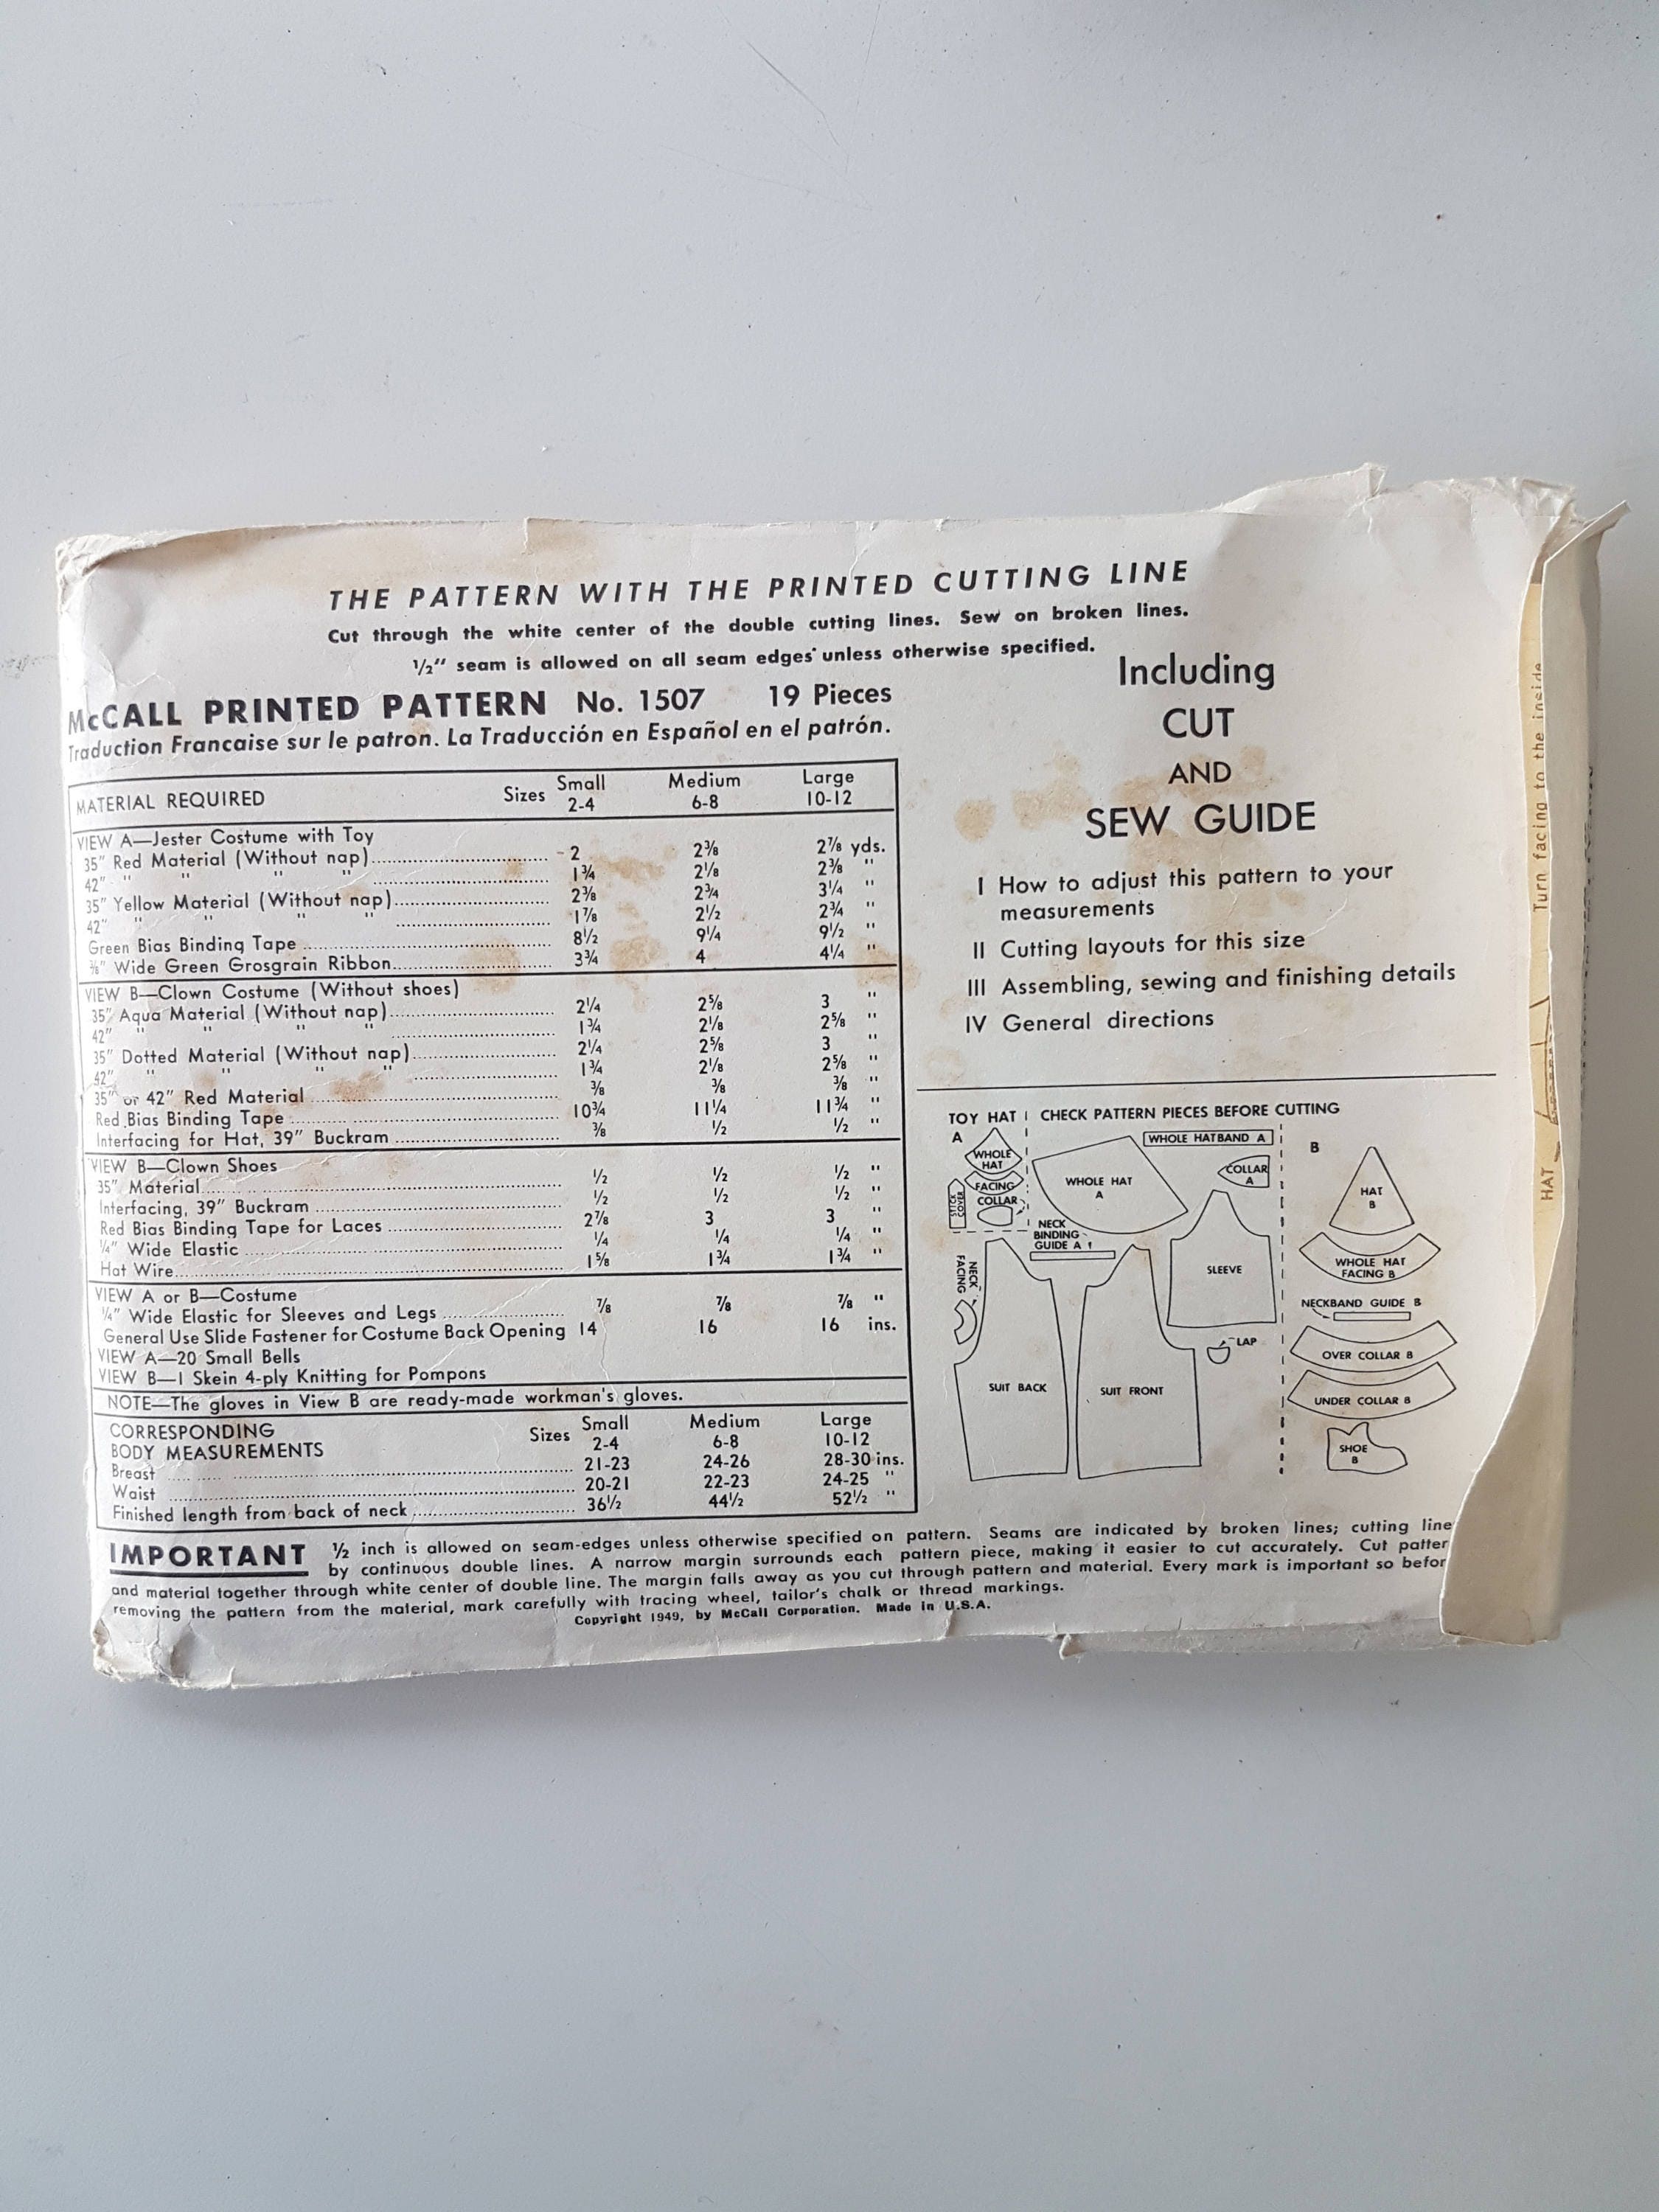 THE PATTERN WITH THE PRINTED CUTTING LINE
Cut through the white center of the double cutting lines. Sew on broken lines.
½" seam is allowed on all seam edges unless otherwise specified.
McCALL PRINTED PATTERN No. 1507 19 Pieces
Traduction Francaise sur le patron. La Traducción en Español en el patrón.
MATERIAL REQUIRED Sizes Small 2-4 Medium 6-8 Large 10-12
VIEW A—Jester Costume with Toy
35" Red Material (Without nap) 2 2⅜ 2⅞ yds.
42" " " " 1¾ 2⅛ 2⅜ "
35" Yellow Material (Without nap) 2⅜ 2¾ 3¼ "
42" " " " " 1⅞ 2½ 2¾ "
Green Bias Binding Tape 8½ 9¼ 9½ "
⅜" Wide Green Grosgrain Ribbon 3¾ 4 4¼ "
VIEW B—Clown Costume (Without shoes)
35" Aqua Material (Without nap) 2¼ 2⅝ 3 "
42" " " " " 1¾ 2⅛ 2⅝ "
35" Dotted Material (Without nap) 2¼ 2⅝ 3 "
42" " " " " 1¾ 2⅛ 2⅝ "
35" or 42" Red Material ⅜ ⅜ ⅜ "
Red Bias Binding Tape 10¾ 11¼ 11¾ "
Interfacing for Hat, 39" Buckram ⅜ ½ ½ "
VIEW B—Clown Shoes
35" Material ½ ½ ½ "
Interfacing, 39" Buckram ½ ½ ½ "
Red Bias Binding Tape for Laces 2⅞ 3 3 "
¼" Wide Elastic ¼ ¼ ¼ "
Hat Wire 1⅝ 1¾ 1¾ "
VIEW A or B—Costume
¼" Wide Elastic for Sleeves and Legs ⅞ ⅞ ⅞ "
General Use Slide Fastener for Costume Back Opening 14 16 16 ins.
VIEW A—20 Small Bells
VIEW B—1 Skein 4-ply Knitting for Pompons
NOTE—The gloves in View B are ready-made workman's gloves.
CORRESPONDING BODY MEASUREMENTS Sizes Small 2-4 Medium 6-8 Large 10-12
Breast 21-23 24-26 28-30 ins.
Waist 20-21 22-23 24-25 "
Finished length from back of neck 36½ 44½ 52½ "
Including
CUT
AND
SEW GUIDE
I How to adjust this pattern to your
measurements
II Cutting layouts for this size
III Assembling, sewing and finishing details
IV General directions
TOY HAT CHECK PATTERN PIECES BEFORE CUTTING
A
WHOLE HAT
FACING
COLLAR
STICK COVER
WHOLE HAT A
WHOLE HATBAND A
COLLAR A
NECK BINDING GUIDE A
NECK FACING
SLEEVE
LAP
SUIT BACK
SUIT FRONT
B
HAT B
WHOLE HAT FACING B
NECKBAND GUIDE B
OVER COLLAR B
UNDER COLLAR B
SHOE B
IMPORTANT ½ inch is allowed on seam-edges unless otherwise specified on pattern. Seams are indicated by broken lines; cutting line
by continuous double lines. A narrow margin surrounds each pattern piece, making it easier to cut accurately. Cut patter
and material together through white center of double line. The margin falls away as you cut through pattern and material. Every mark is important so befor
removing the pattern from the material, mark carefully with tracing wheel, tailor's chalk or thread markings.
Copyright 1949, by McCall Corporation. Made in U.S.A.
Turn facing to the inside
HAT